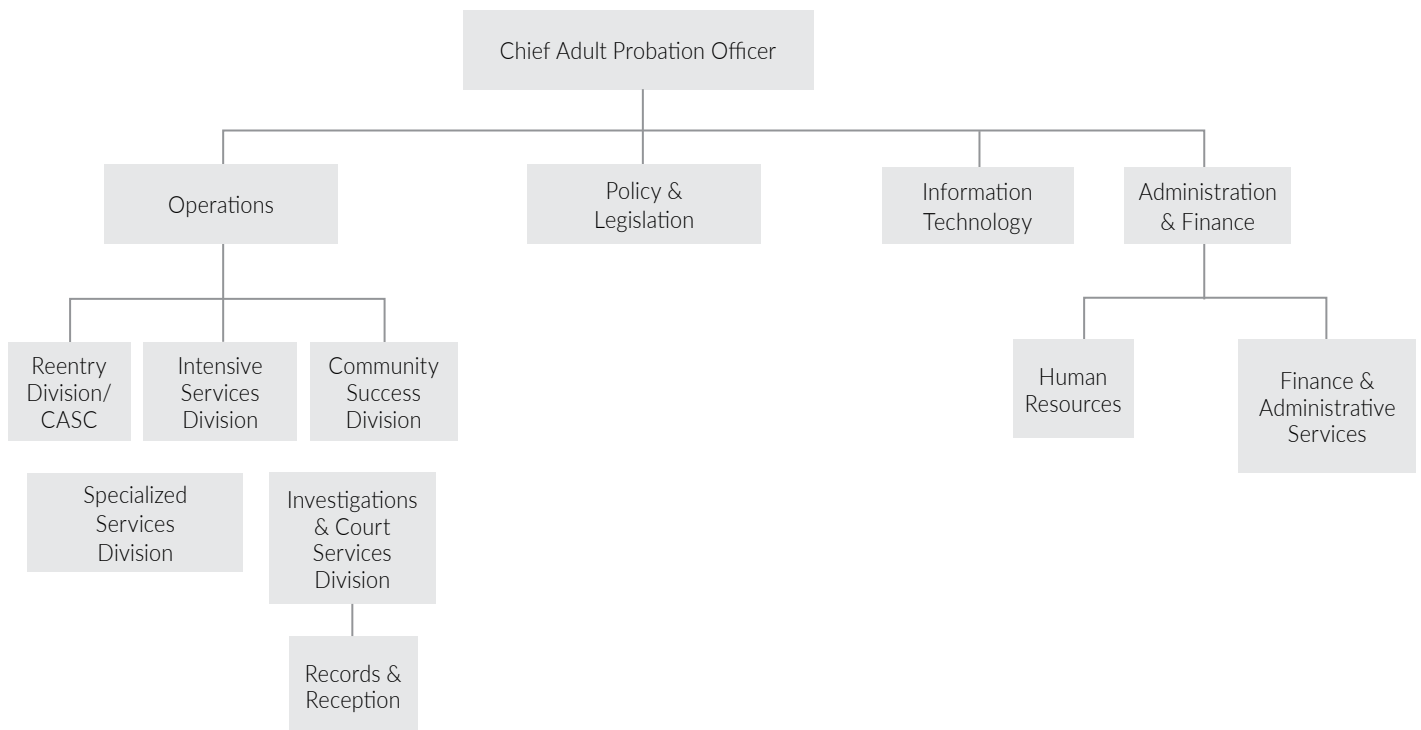 Chief Adult Probation Officer
Operations
Policy &
Legislation
Information
Technology
Administration
& Finance
Reentry
Division/
CASC
Intensive
Services
Division
Community
Success
Division
Human
Resources
Finance &
Administrative
Services
Specialized
Services
Division
Investigations
& Court
Services
Division
Records &
Reception